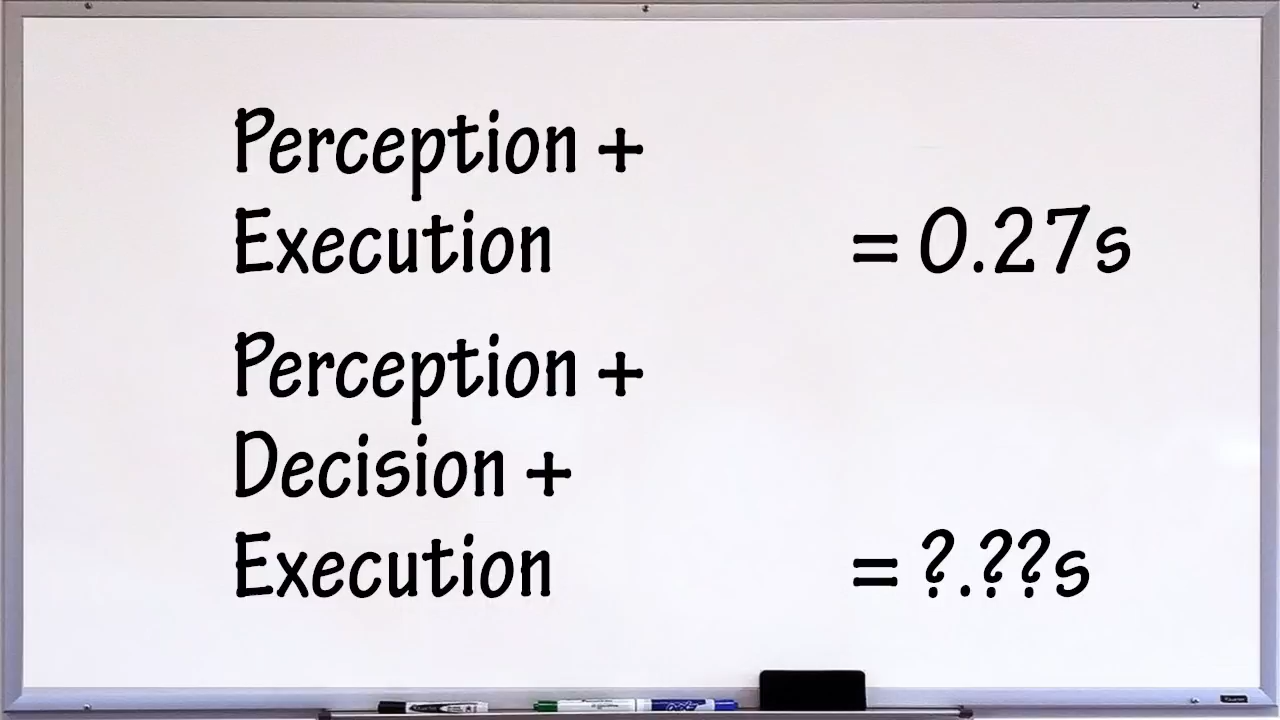 Perception +
Execution = 0.27s
Perception +
Decision +
Execution = ?.??s